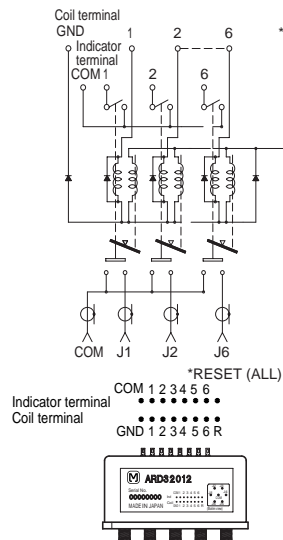 Coil terminal
GND 1 2 6 *
Indicator
terminal
COM 1 2 6
COM J1 J2 J6
*RESET (ALL)
COM 1 2 3 4 5 6
Indicator terminal
Coil terminal
GND 1 2 3 4 5 6 R
M ARD32012
Serial No.
00000000
MADE IN JAPAN